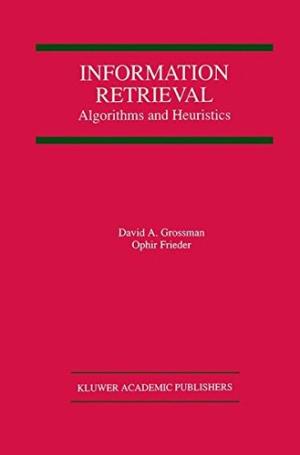 INFORMATION
RETRIEVAL
Algorithms and Heuristics
David A. Grossman
Ophir Frieder
KLUWER ACADEMIC PUBLISHERS